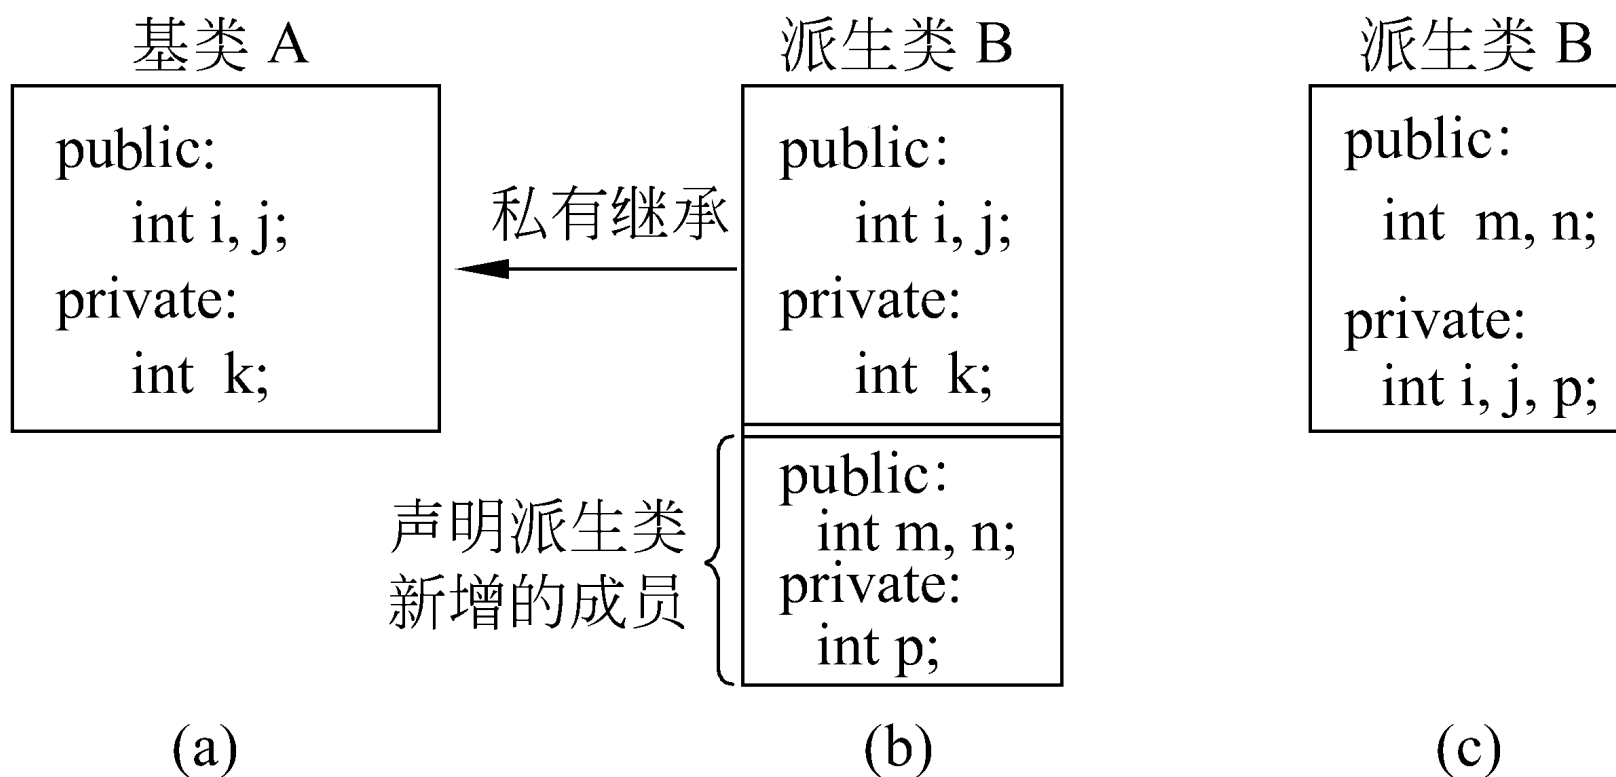 基类 A
public:
int i, j;
private:
int k;
(a)
私有继承
派生类 B
public:
int i, j;
private:
int k;
声明派生类
新增的成员
public:
int m, n;
private:
int p;
(b)
派生类 B
public:
int m, n;
private:
int i, j, p;
(c)